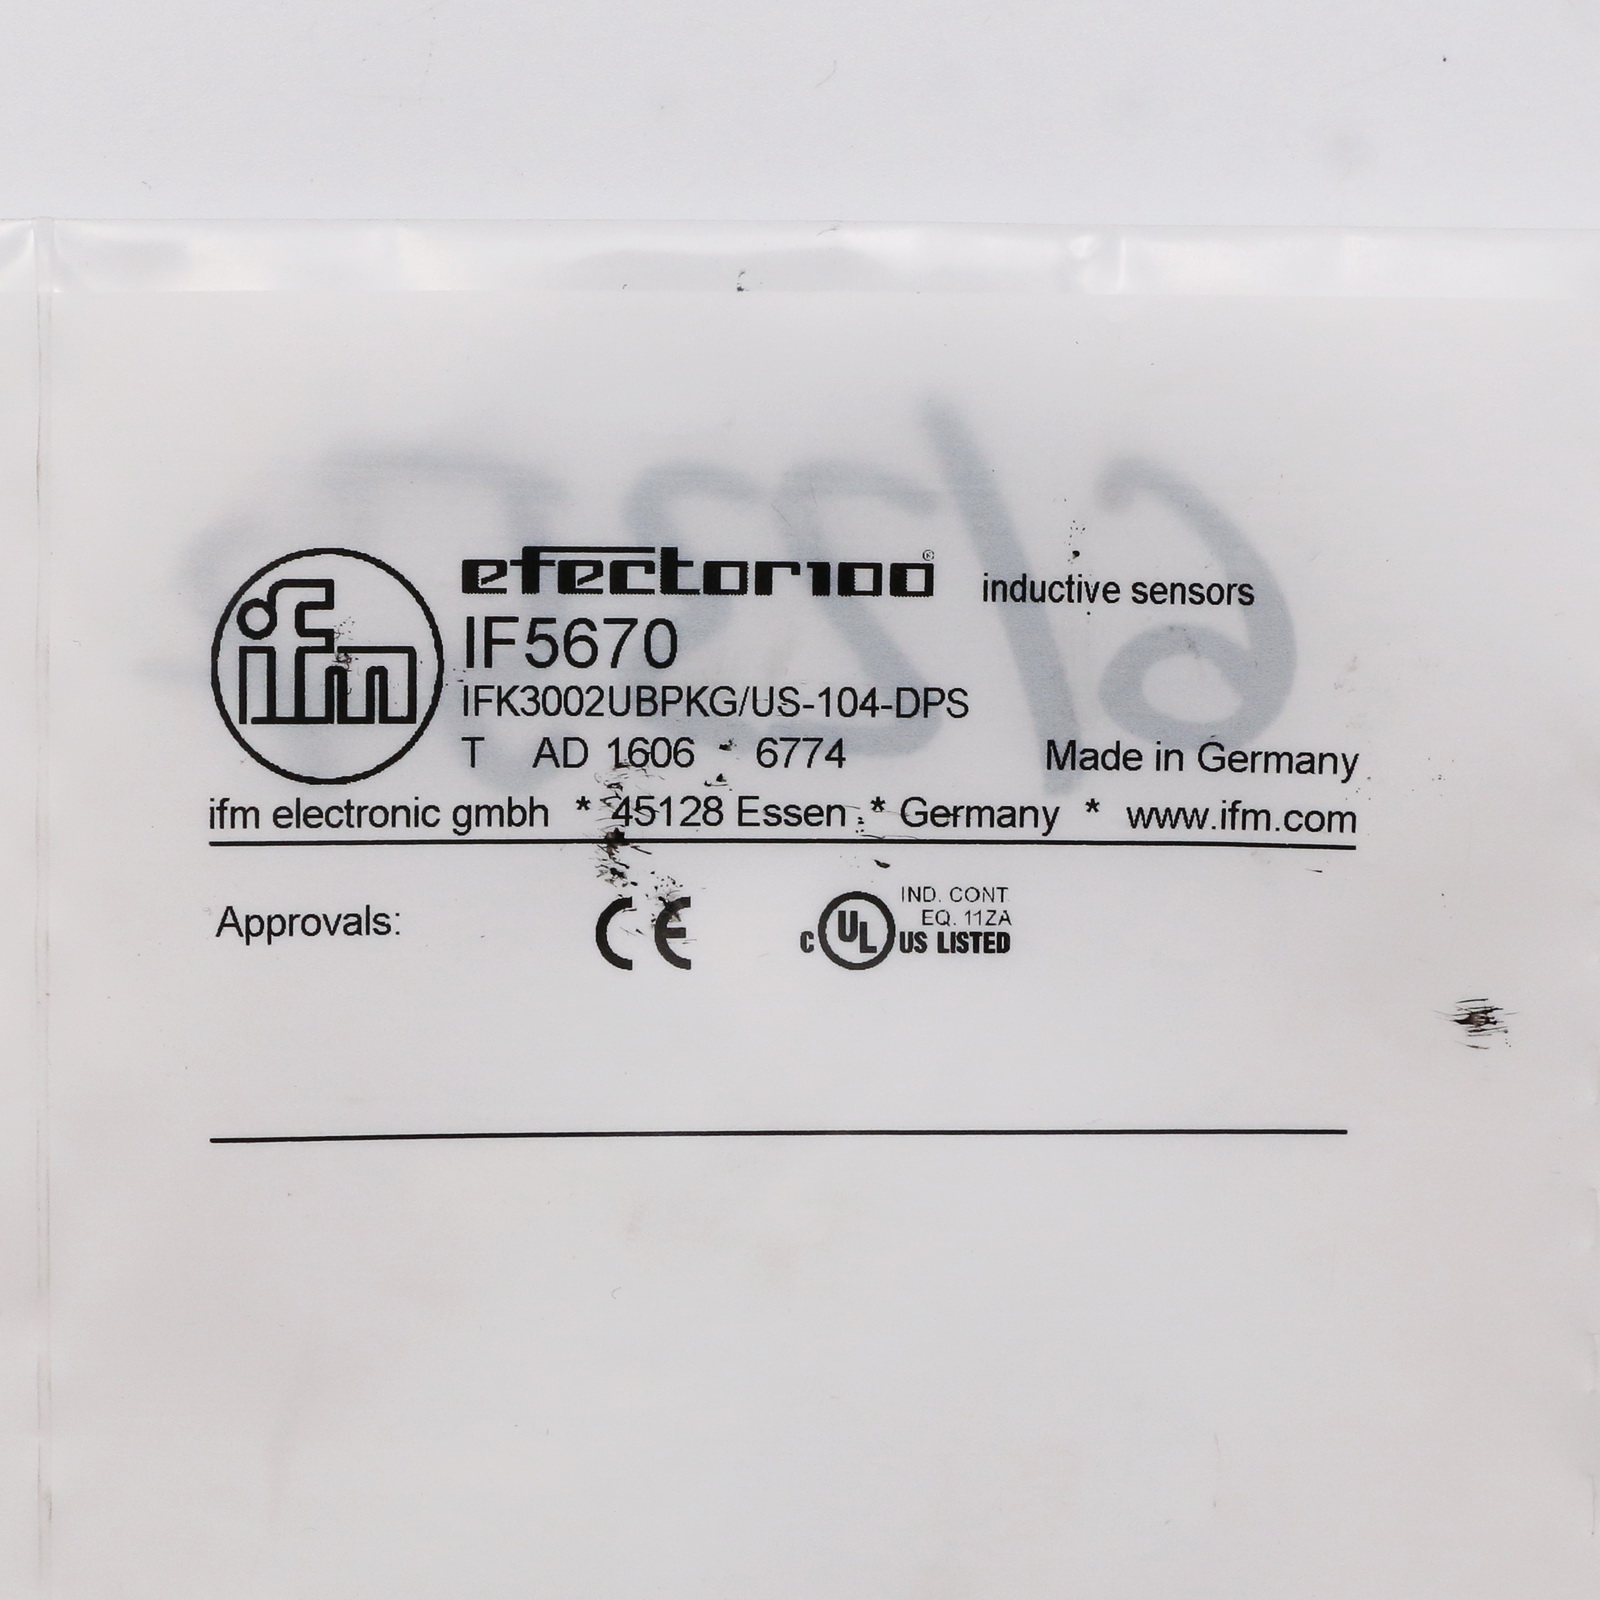 ifm
efector100® inductive sensors
IF5670
IFK3002UBPKG/US-104-DPS
T AD 1606 - 6774 Made in Germany
ifm electronic gmbh * 45128 Essen * Germany * www.ifm.com
Approvals: CE c UL US LISTED
IND. CONT
EQ. 11ZA